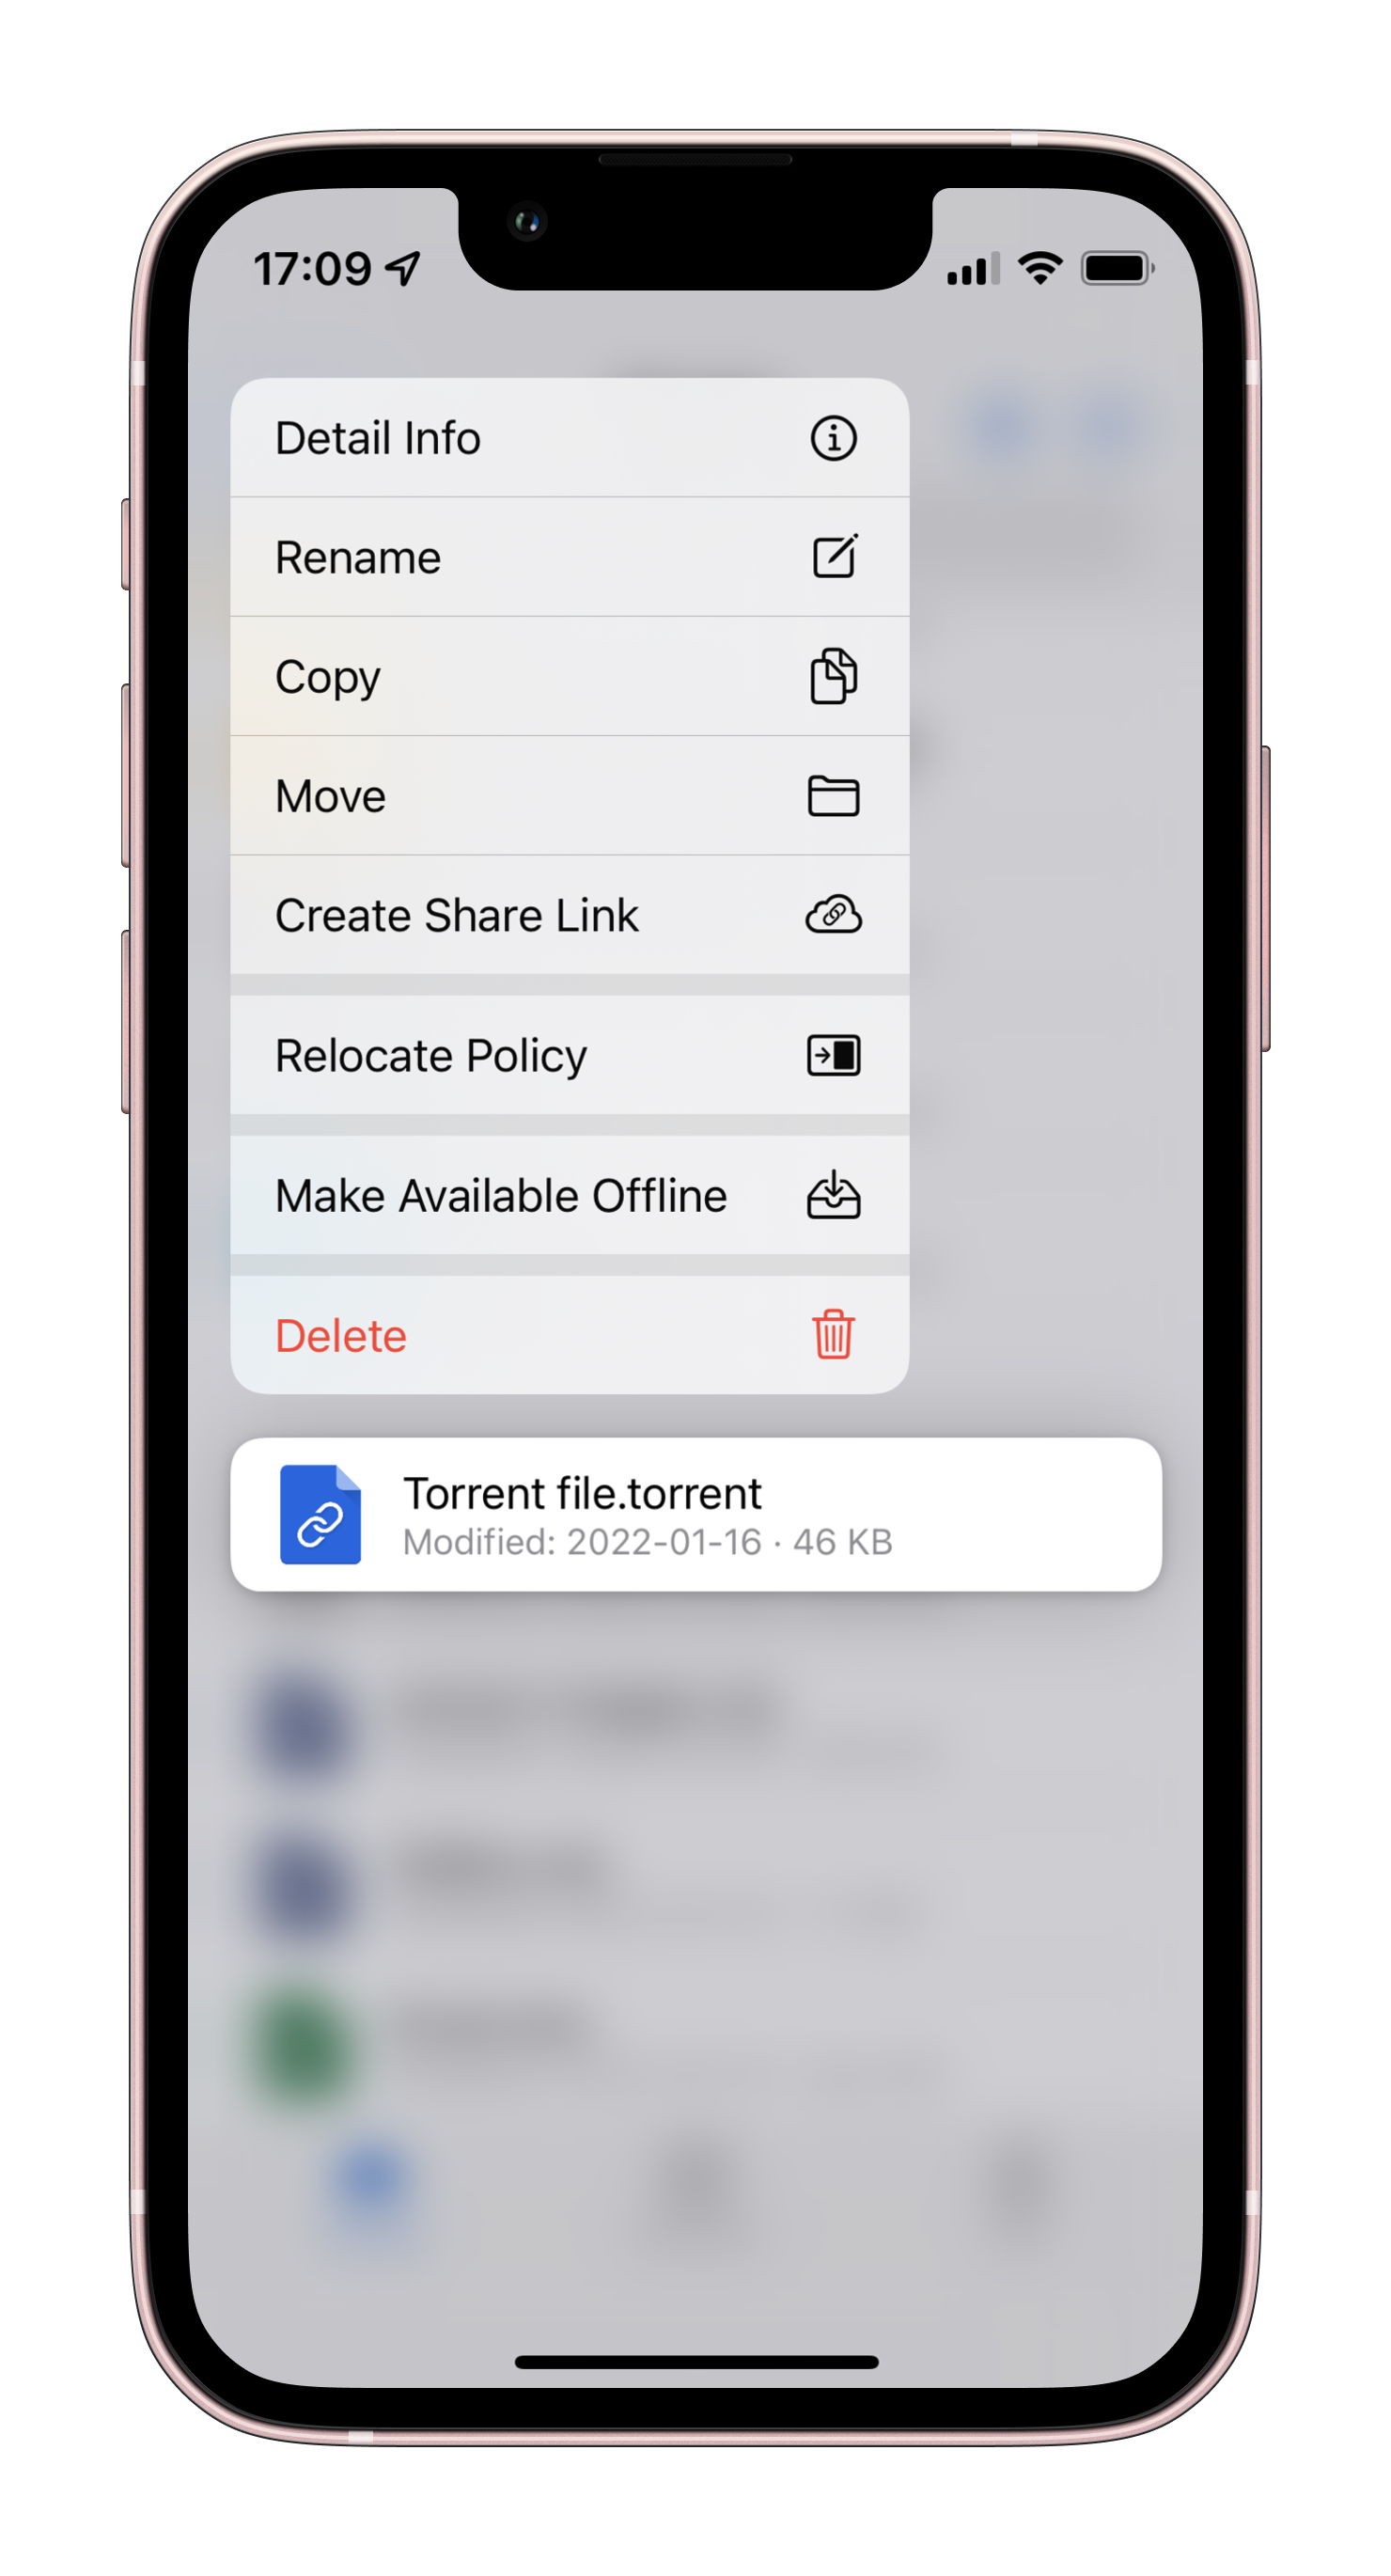 17:09
Detail Info
Rename
Copy
Move
Create Share Link
Relocate Policy
Make Available Offline
Delete
Torrent file.torrent
Modified: 2022-01-16 · 46 KB